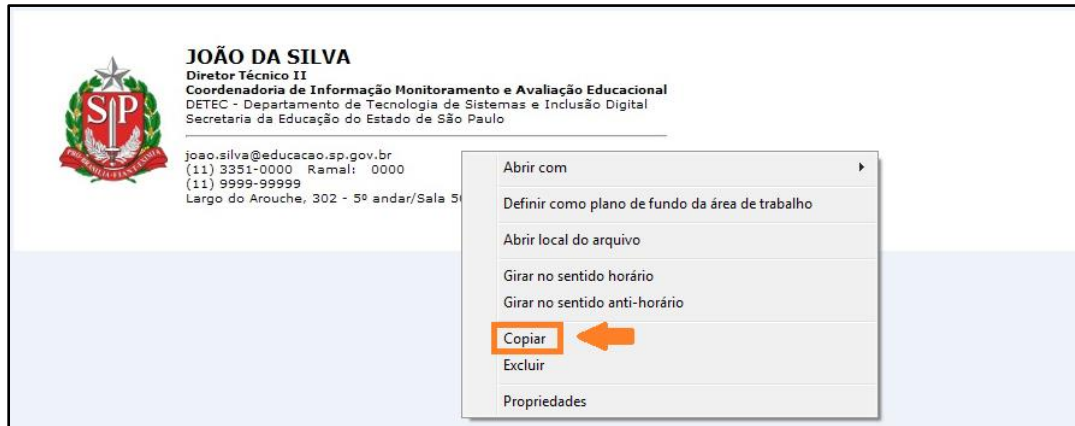 JOÃO DA SILVA
Diretor Técnico II
Coordenadoria de Informação Monitoramento e Avaliação Educacional
DETEC - Departamento de Tecnologia de Sistemas e Inclusão Digital
Secretaria da Educação do Estado de São Paulo
joao.silva@educacao.sp.gov.br
(11) 3351-0000 Ramal: 0000
(11) 9999-99999
Largo do Arouche, 302 - 5º andar/Sala
SP
Abrir com
Definir como plano de fundo da área de trabalho
Abrir local do arquivo
Girar no sentido horário
Girar no sentido anti-horário
Copiar
Excluir
Propriedades